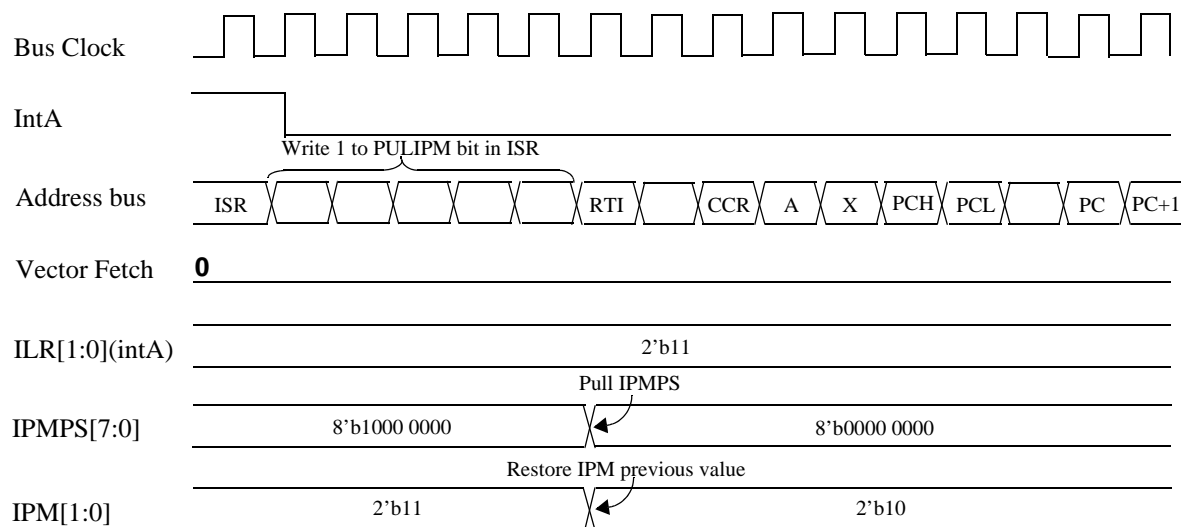 Bus Clock
IntA
Write 1 to PULIPM bit in ISR
Address bus ISR RTI CCR A X PCH PCL PC PC+1
Vector Fetch 0
ILR[1:0](intA) 2’b11
Pull IPMPS
IPMPS[7:0] 8’b1000 0000 8’b0000 0000
Restore IPM previous value
IPM[1:0] 2’b11 2’b10